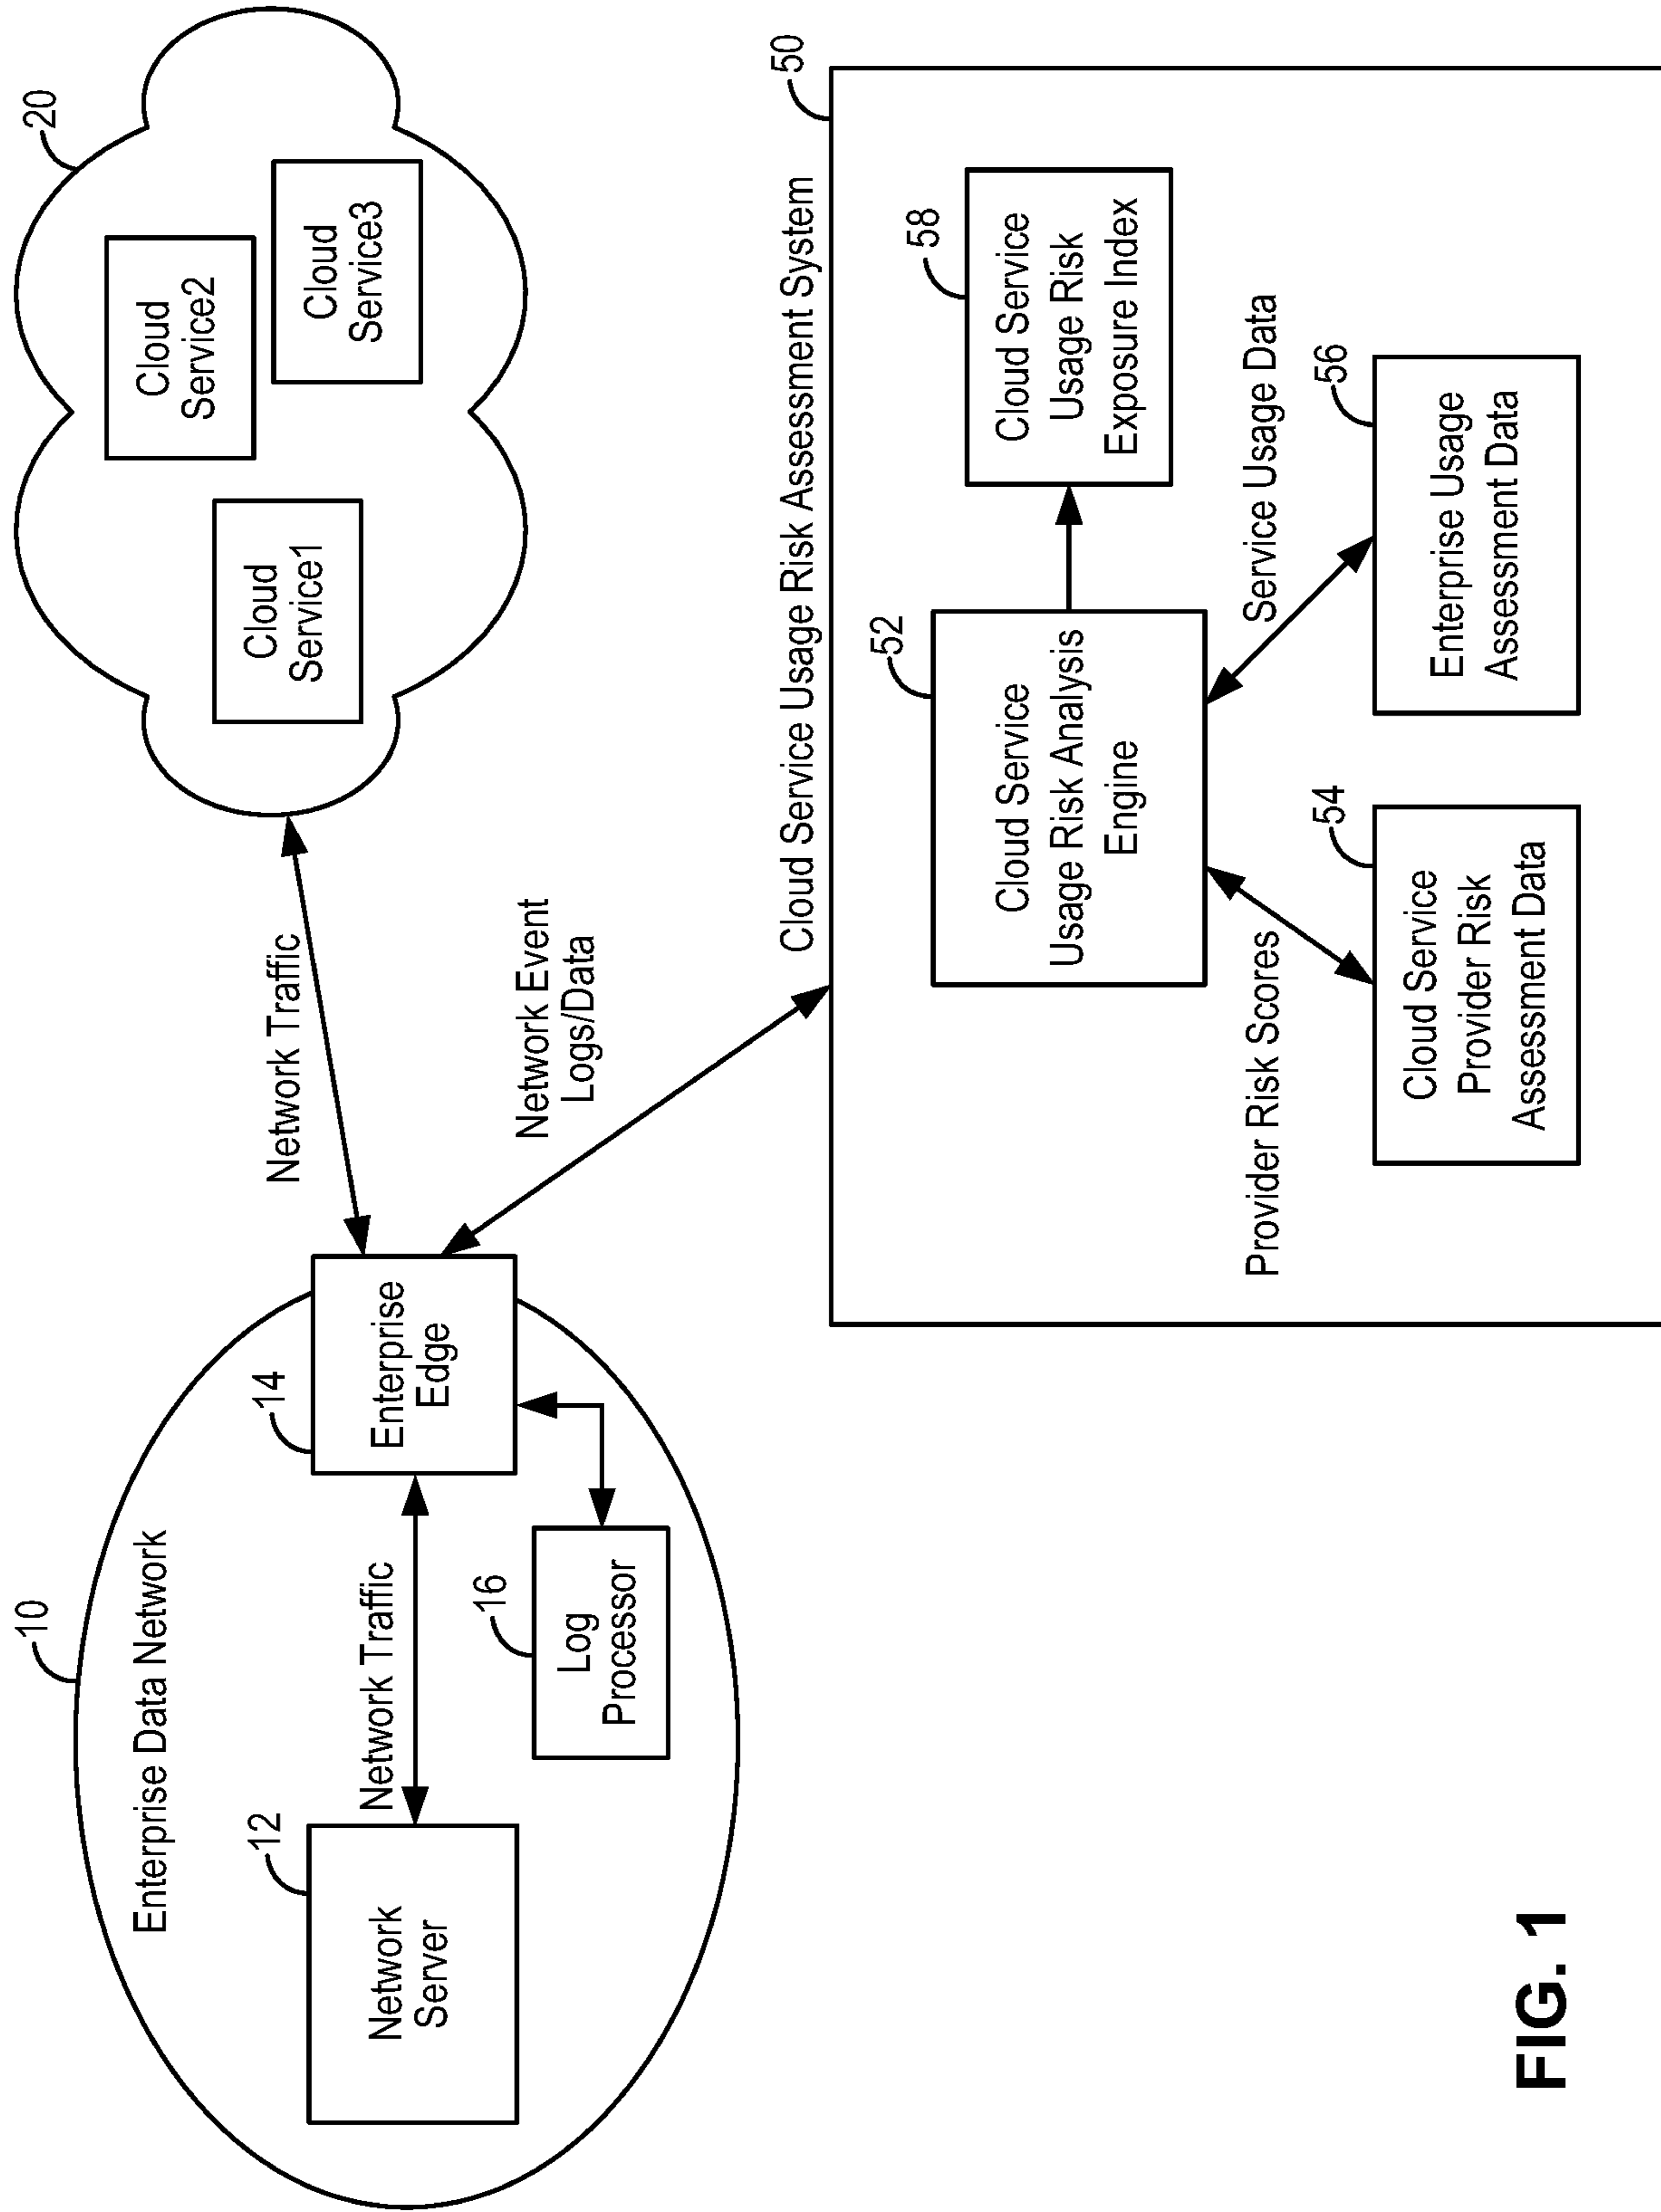 10
Enterprise Data Network
12
Network
Server
Network Traffic
14
Enterprise
Edge
16
Log
Processor
Network Traffic
20
Cloud
Service1
Cloud
Service2
Cloud
Service3
Network Event
Logs/Data
50
Cloud Service Usage Risk Assessment System
52
Cloud Service
Usage Risk Analysis
Engine
58
Cloud Service
Usage Risk
Exposure Index
Provider Risk Scores
Service Usage Data
54
Cloud Service
Provider Risk
Assessment Data
56
Enterprise Usage
Assessment Data
FIG. 1